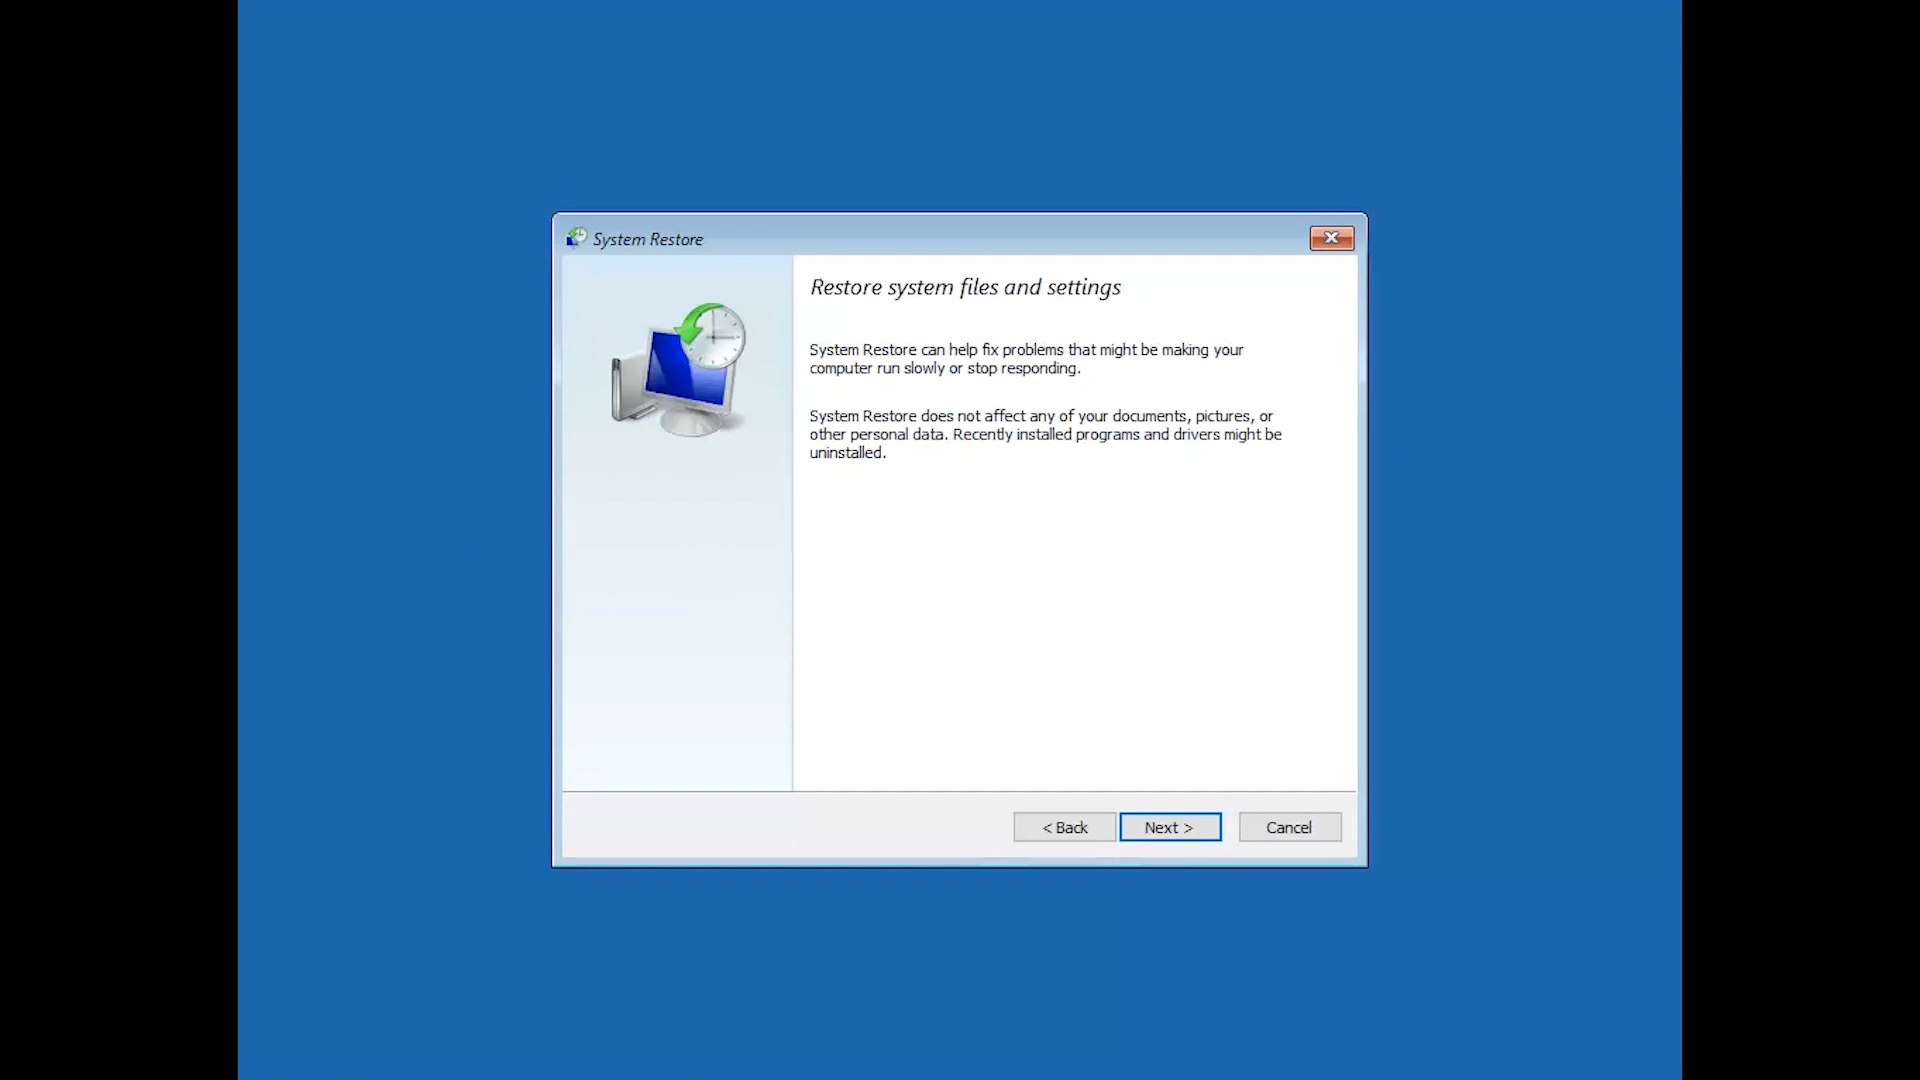 System Restore
Restore system files and settings
System Restore can help fix problems that might be making your
computer run slowly or stop responding.
System Restore does not affect any of your documents, pictures, or
other personal data. Recently installed programs and drivers might be
uninstalled.
< Back
Next >
Cancel